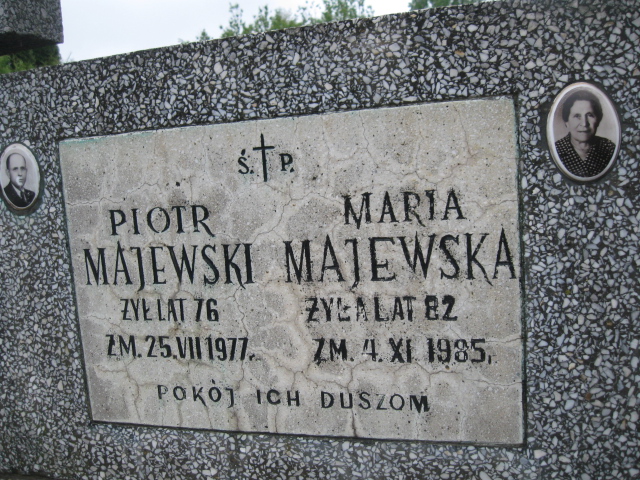 Ś. P.
PIOTR
MAJEWSKI
ŻYŁ LAT 76
ZM. 25.VII 1977.
MARIA
MAJEWSKA
ŻYŁA LAT 82
ZM. 4.XI.1985.
POKÓJ ICH DUSZOM